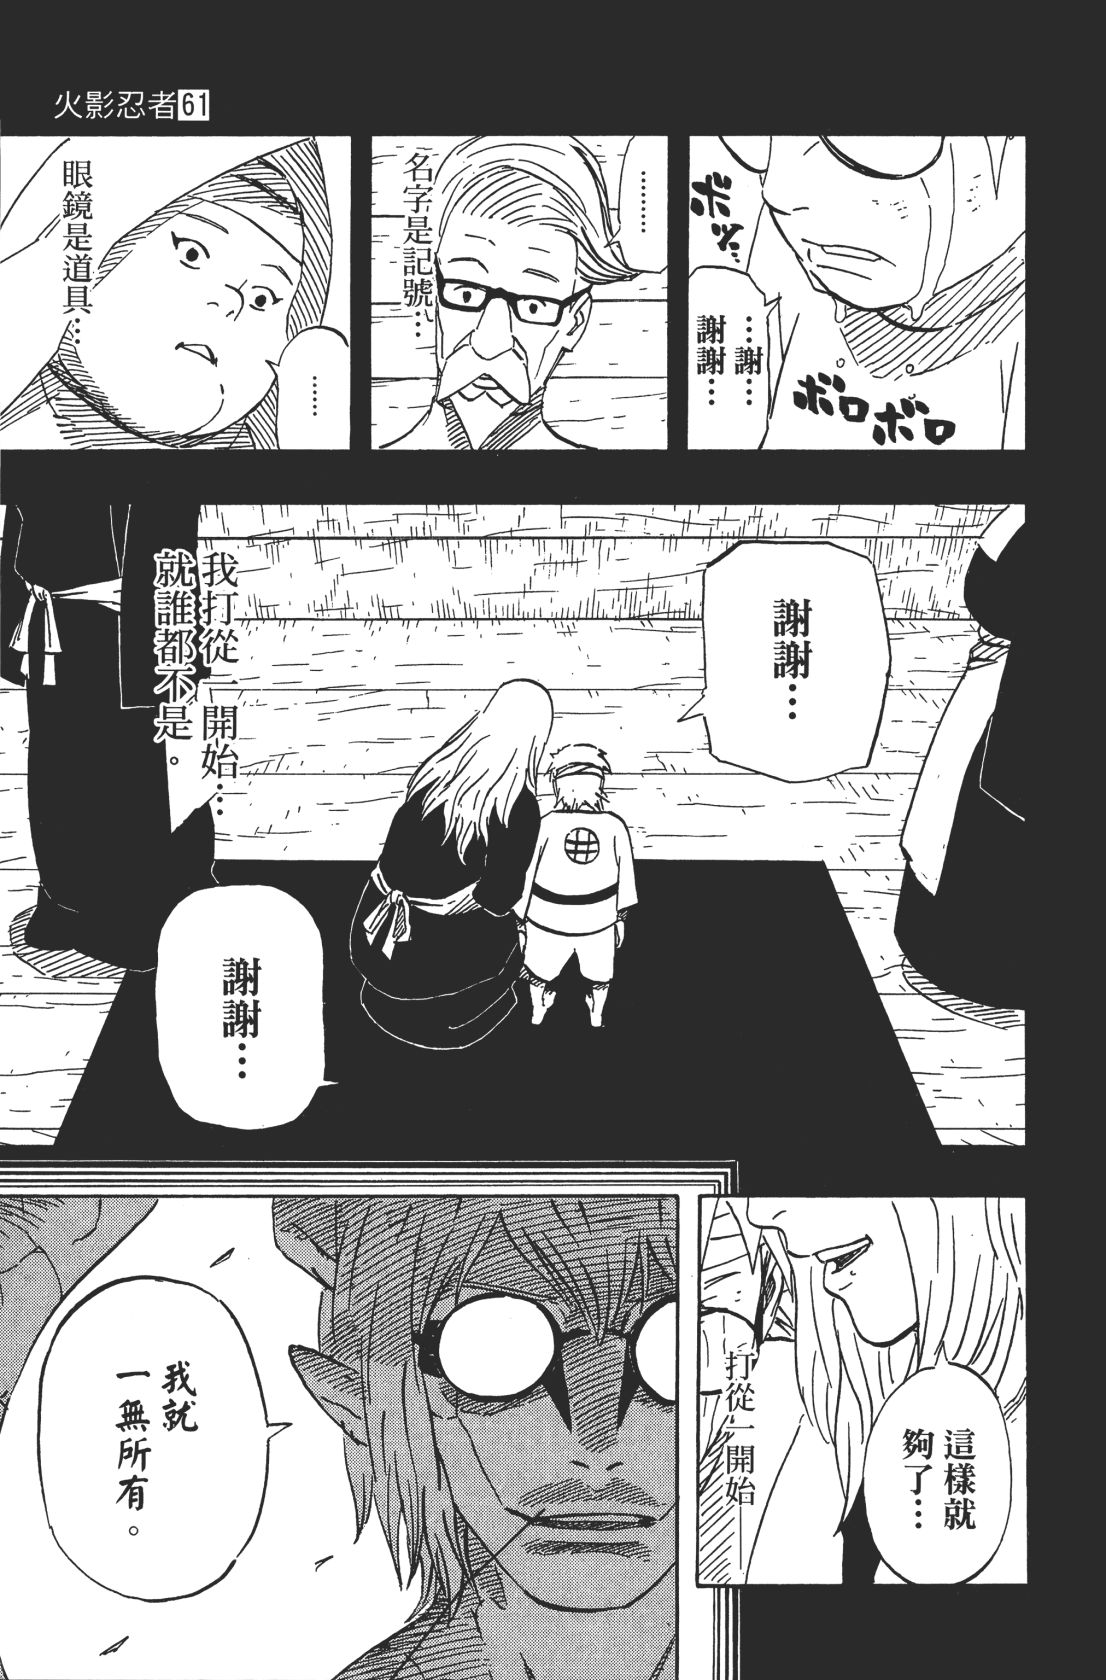 火影忍者61
ボッ…
…謝…
謝謝…
ボロボロ
………
名字是記號…
眼鏡是道具…
……
謝謝…
我打從一開始…
就誰都不是。
謝謝…
這樣就
夠了…
打從一開始
我就
一無所有。